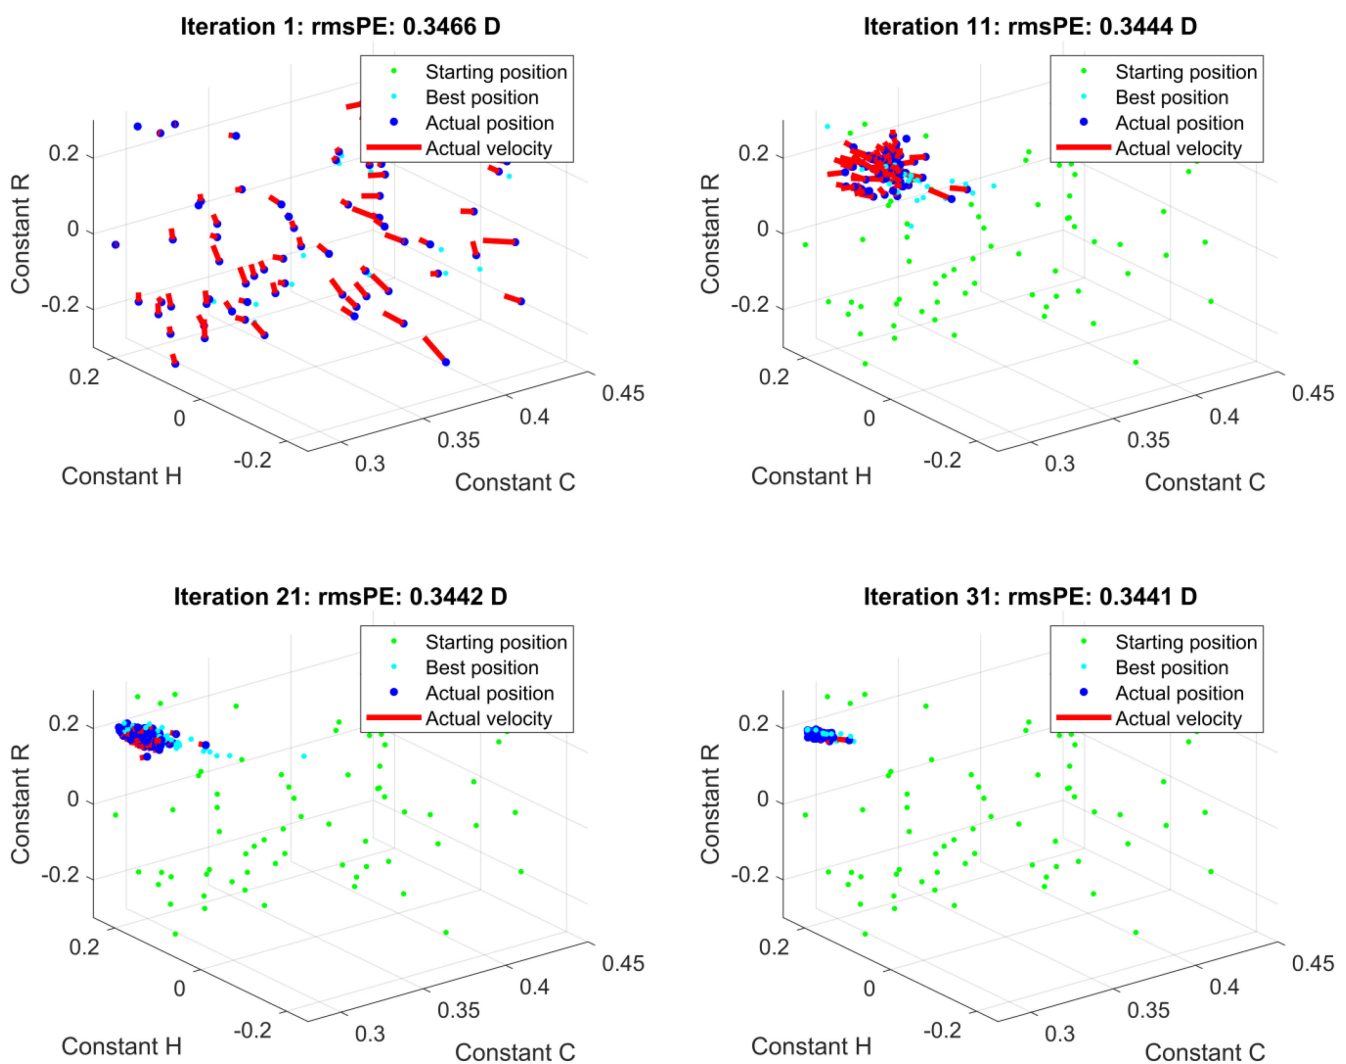 Iteration 1: rmsPE: 0.3466 D
Starting position
Best position
Actual position
Actual velocity
Constant R
0.2
0
-0.2
0.2
0
-0.2
Constant H
0.3
0.35
0.4
0.45
Constant C
Iteration 11: rmsPE: 0.3444 D
Starting position
Best position
Actual position
Actual velocity
Constant R
0.2
0
-0.2
0.2
0
-0.2
Constant H
0.3
0.35
0.4
0.45
Constant C
Iteration 21: rmsPE: 0.3442 D
Starting position
Best position
Actual position
Actual velocity
Constant R
0.2
0
-0.2
0.2
0
-0.2
Constant H
0.3
0.35
0.4
0.45
Constant C
Iteration 31: rmsPE: 0.3441 D
Starting position
Best position
Actual position
Actual velocity
Constant R
0.2
0
-0.2
0.2
0
-0.2
Constant H
0.3
0.35
0.4
0.45
Constant C